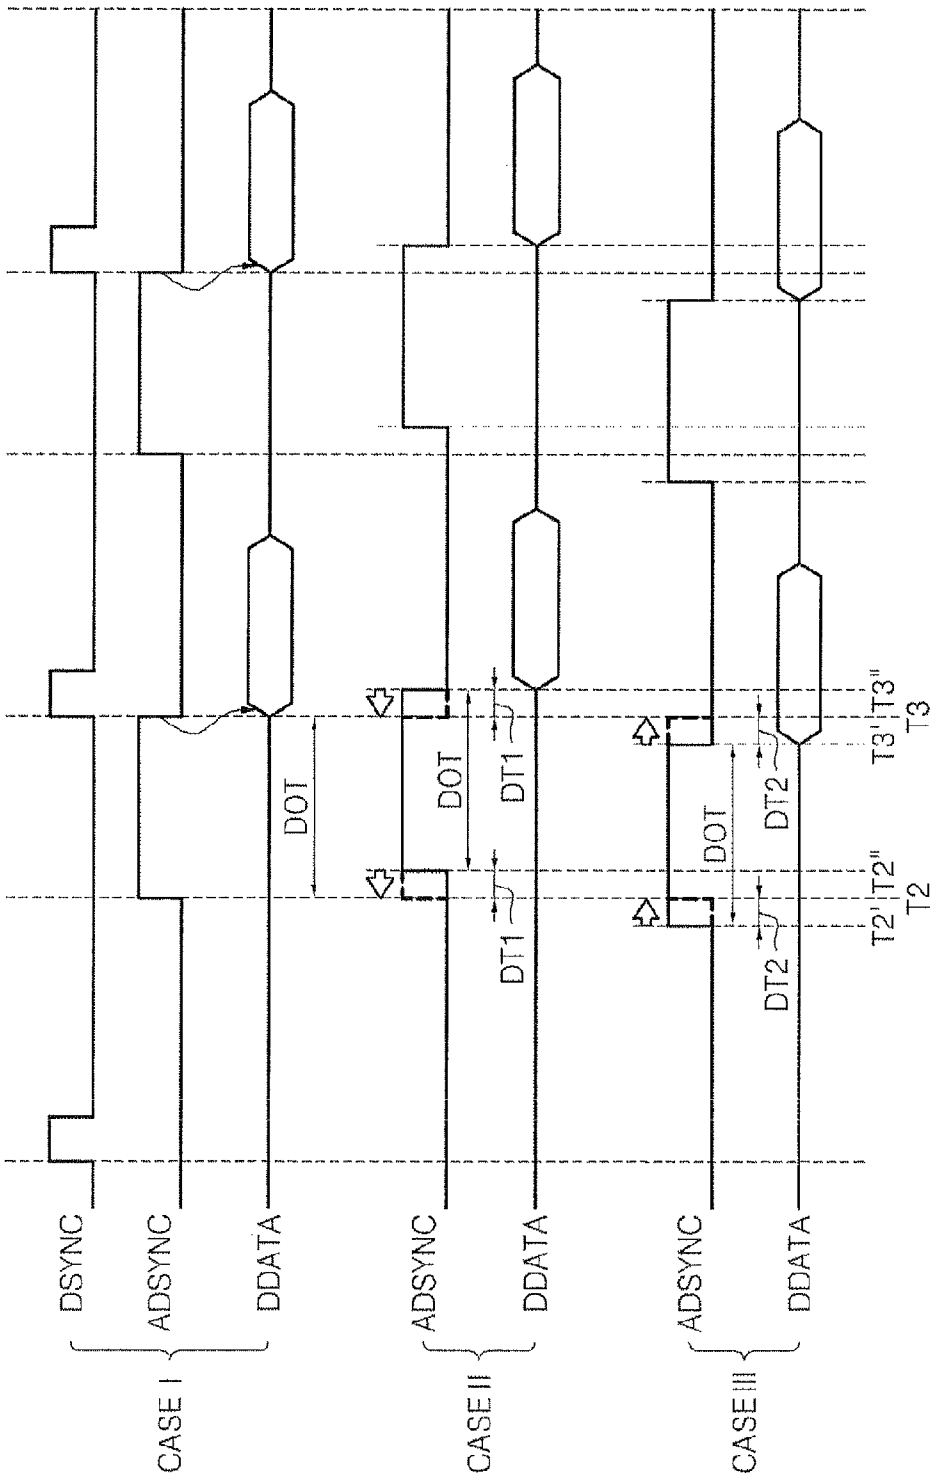 CASE I
DSYNC
ADSYNC
DDATA
DOT
CASE II
ADSYNC
DDATA
DOT
DT1
DT1
CASE III
ADSYNC
DDATA
DOT
DT2
DT2
T2' T2" T3' T3"
T2 T3